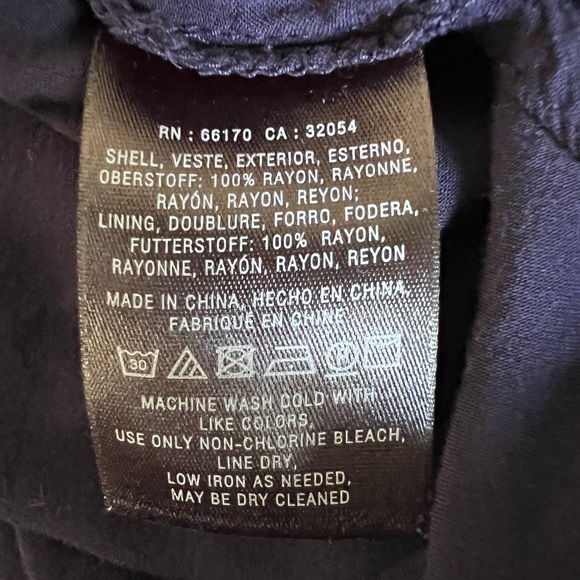 RN : 66170 CA : 32054
SHELL, VESTE, EXTERIOR, ESTERNO,
OBERSTOFF: 100% RAYON, RAYONNE,
RAYÓN, RAYON, REYON;
LINING, DOUBLURE, FORRO, FODERA,
FUTTERSTOFF: 100% RAYON,
RAYONNE, RAYÓN, RAYON, REYON
MADE IN CHINA, HECHO EN CHINA,
FABRIQUÉ EN CHINE
30
MACHINE WASH COLD WITH
LIKE COLORS,
USE ONLY NON-CHLORINE BLEACH,
LINE DRY,
LOW IRON AS NEEDED,
MAY BE DRY CLEANED